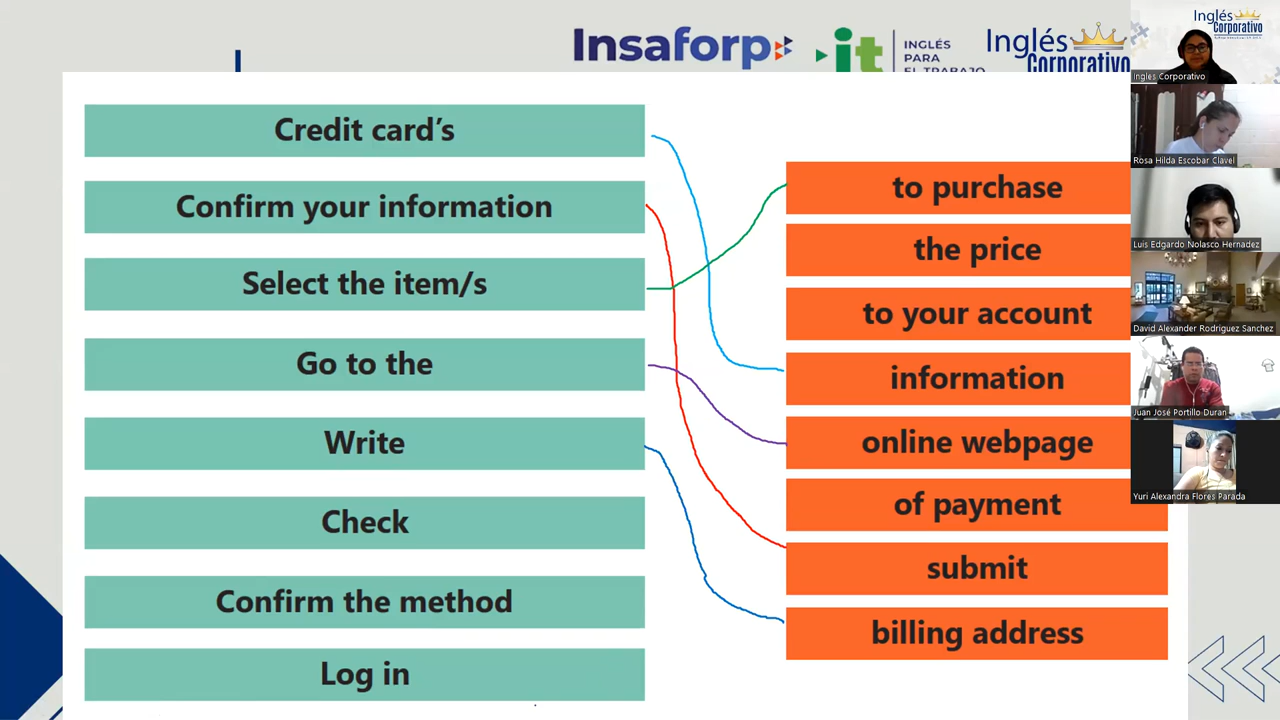 Insaforp
it
INGLÉS
PARA
EL TRABAJO
Inglés
Corporativo
Credit card's
Confirm your information
Select the item/s
Go to the
Write
Check
Confirm the method
Log in
to purchase
the price
to your account
information
online webpage
of payment
submit
billing address
Inglés
Corporativo
Ingles Corporativo
Rosa Hilda Escobar Clavel
Luis Edgardo Nolasco Hernadez
David Alexander Rodriguez Sanchez
Juan José Portillo Duran
Yuri Alexandra Flores Parada